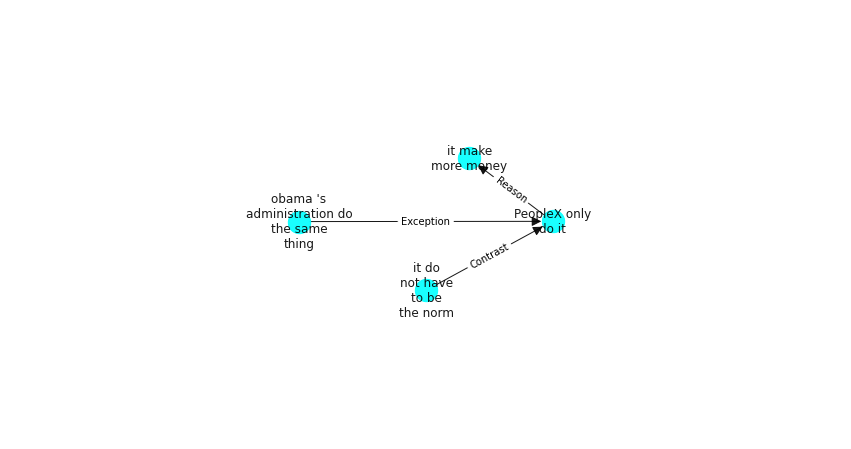 it make
more money
Reason
obama 's
administration do
the same
thing
Exception
PeopleX only
do it
Contrast
it do
not have
to be
the norm